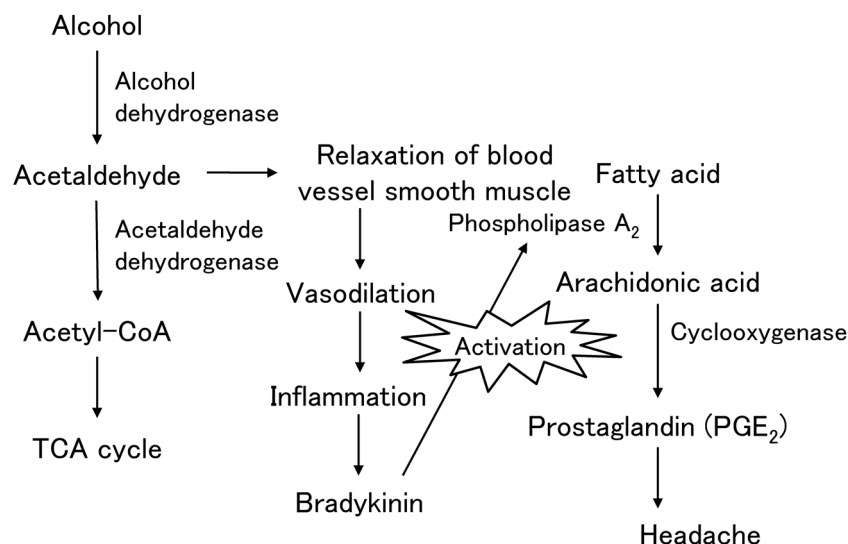 Alcohol
Alcohol
dehydrogenase
Acetaldehyde
Acetaldehyde
dehydrogenase
Acetyl-CoA
TCA cycle
Relaxation of blood
vessel smooth muscle
Vasodilation
Inflammation
Bradykinin
Activation
Phospholipase A₂
Fatty acid
Arachidonic acid
Cyclooxygenase
Prostaglandin (PGE₂)
Headache